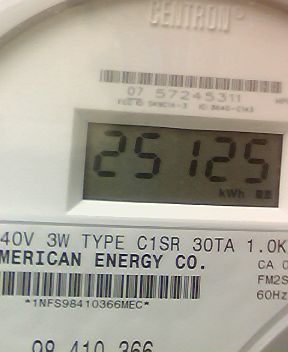 CENTRON
07 57245311
25125
kWh
40V 3W TYPE C1SR 30TA 1.0K
MERICAN ENERGY CO.
CA 0
FM2S
60Hz
*1NFS98410366MEC*
98 410 366